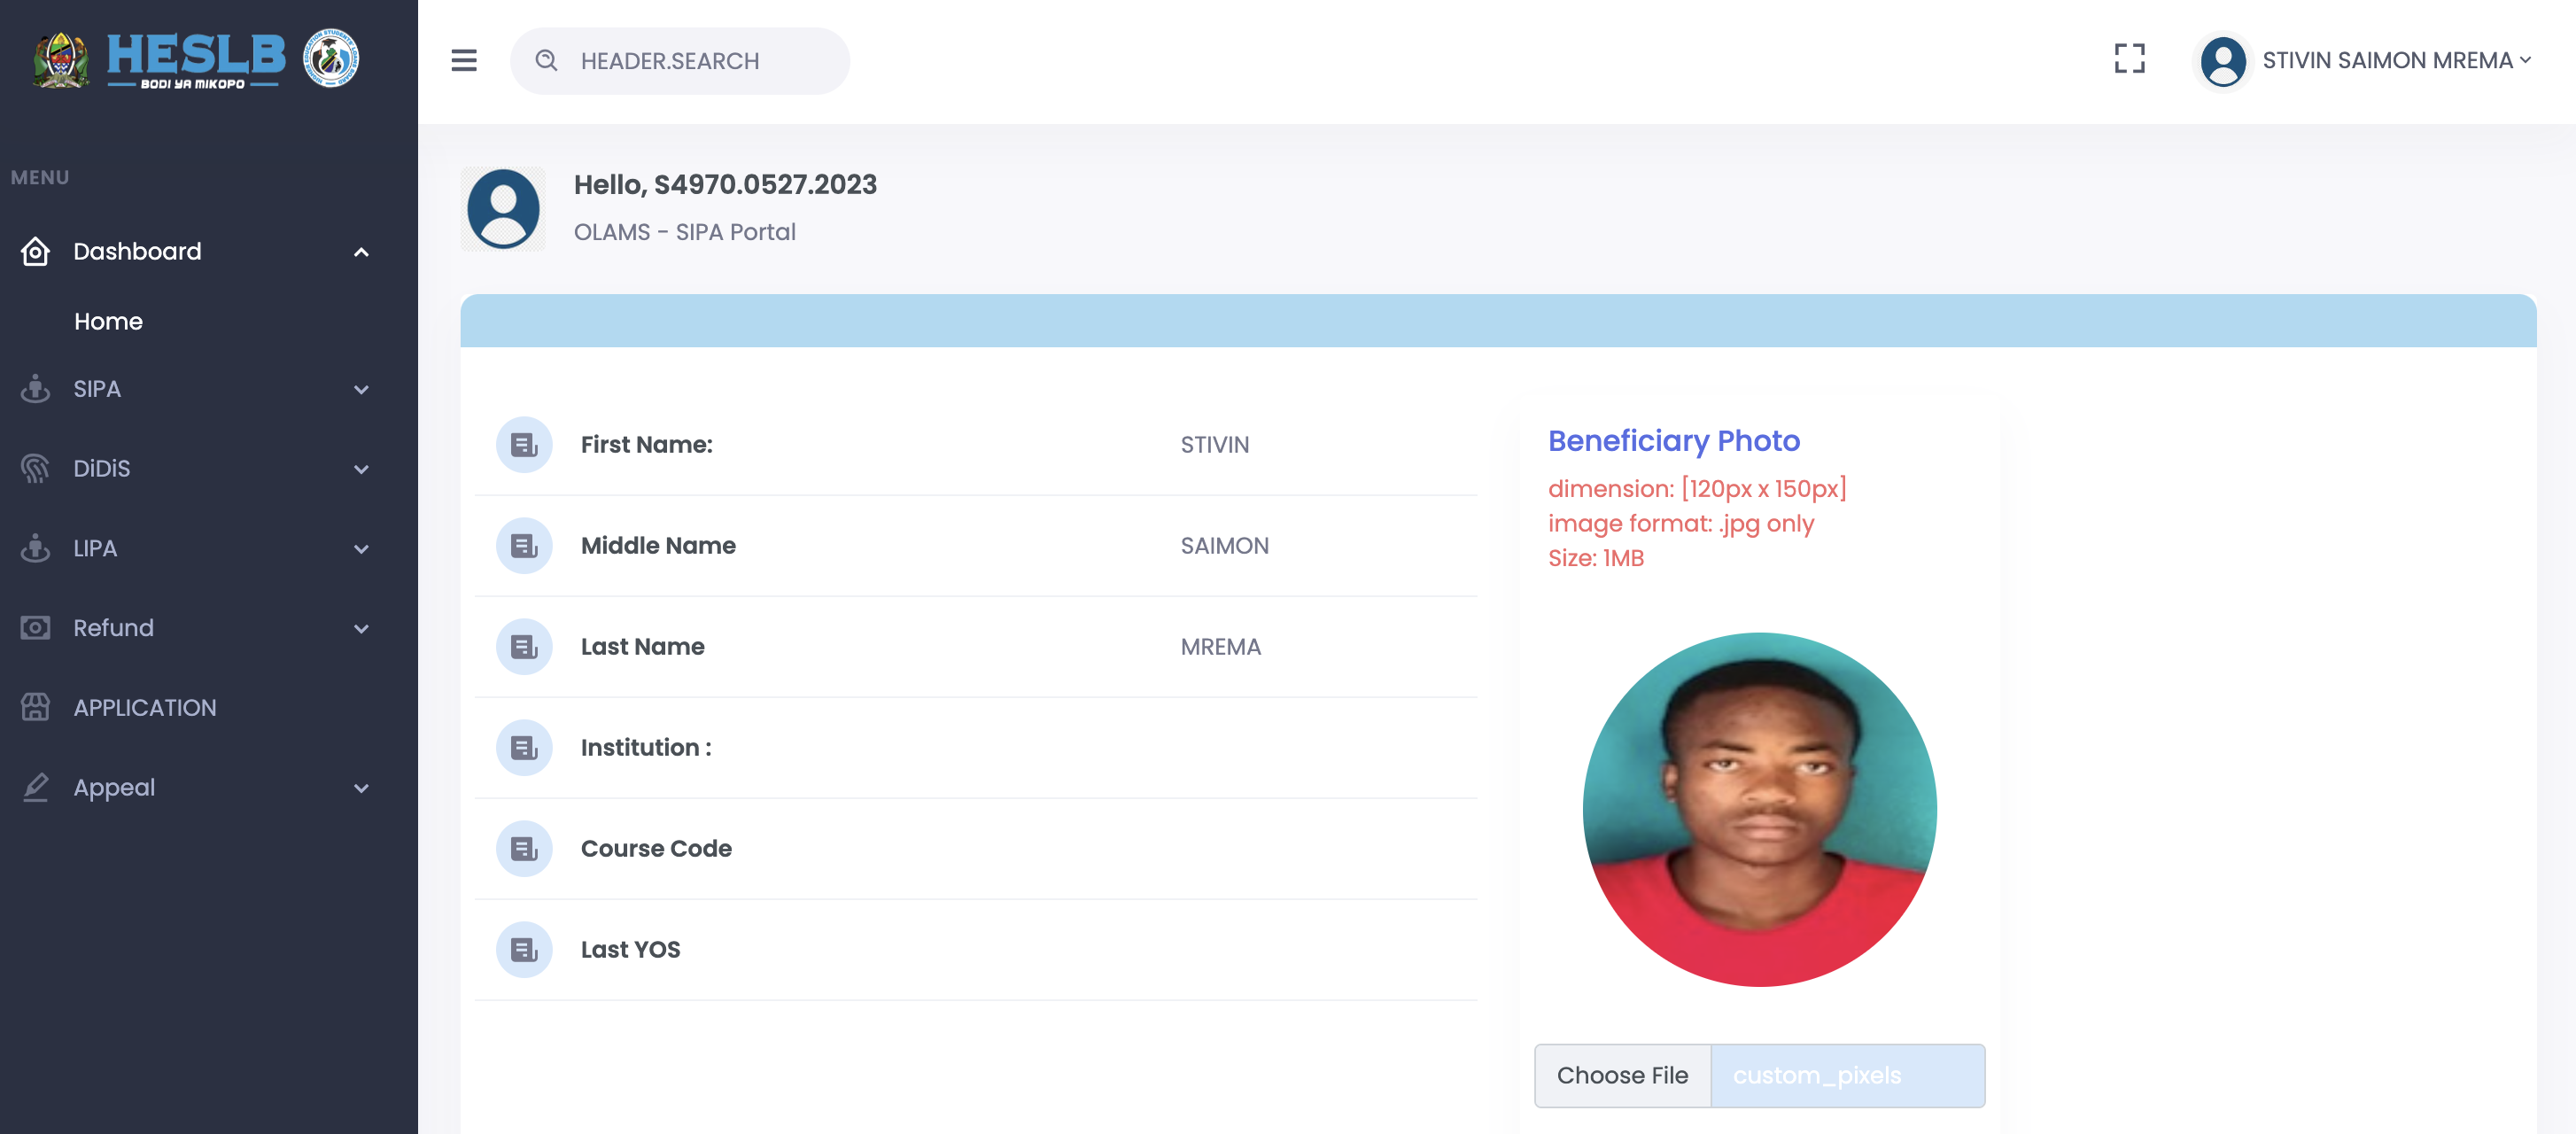 HESLB
BODI YA MIKOPO
HEADER.SEARCH
STIVIN SAIMON MREMA
MENU
Dashboard
Home
SIPA
DiDiS
LIPA
Refund
APPLICATION
Appeal
Hello, S4970.0527.2023
OLAMS - SIPA Portal
First Name: STIVIN
Middle Name SAIMON
Last Name MREMA
Institution :
Course Code
Last YOS
Beneficiary Photo
dimension: [120px x 150px]
image format: .jpg only
Size: 1MB
Choose File custom_pixels